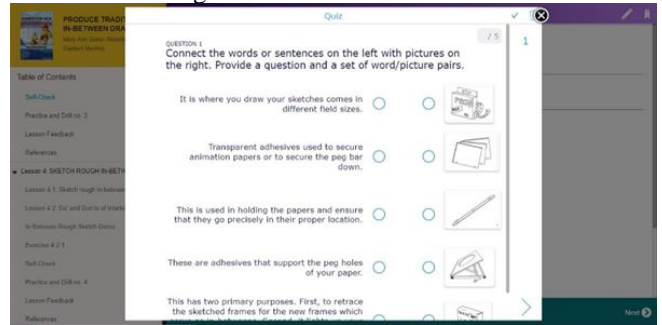 PRODUCE TRADIT
IN-BETWEEN DRA
Table of Contents
Self-Check
Practice and Drill no. 3
Lesson Feedback
References
Lesson 4: SKETCH ROUGH IN-BETW
In-Between Rough Sketch Demo
Exercise 4.2.1
Self-Check
Practice and Drill no. 4
Lesson Feedback
References
Quiz
QUESTION 1
/ 5
1
Connect the words or sentences on the left with pictures on
the right. Provide a question and a set of word/picture pairs.
It is where you draw your sketches comes in
different field sizes.
Transparent adhesives used to secure
animation papers or to secure the peg bar
down.
This is used in holding the papers and ensure
that they go precisely in their proper location.
These are adhesives that support the peg holes
of your paper.
This has two primary purposes. First, to retrace
the sketched frames for the new frames which
Next